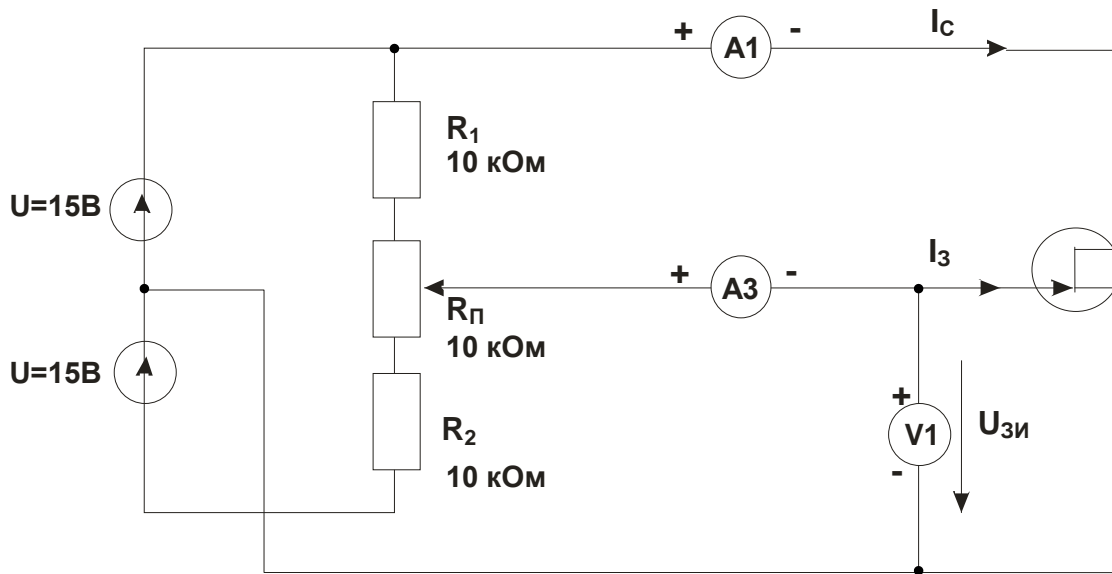 + A1 - I_C
R_1
10 кОм
U=15В
+ A3 - I_З
R_П
10 кОм
U=15В
R_2
10 кОм
+
V1
-
U_ЗИ